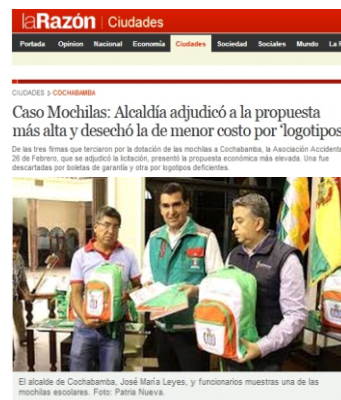 laRazón | Ciudades
Portada Opinion Nacional Economía Ciudades Sociedad Sociales Mundo La
CIUDADES > COCHABAMBA
Caso Mochilas: Alcaldía adjudicó a la propuesta
más alta y desechó la de menor costo por ‘logotipos
De las tres firmas que terciaron por la dotación de las mochilas a Cochabamba, la Asociación Accidenta
26 de Febrero, que se adjudicó la licitación, presentó la propuesta económica más elevada. Una fue
descartadas por boletas de garantía y otra por logotipos deficientes.
El alcalde de Cochabamba, José María Leyes, y funcionarios muestras una de las
mochilas escolares. Foto: Patria Nueva.